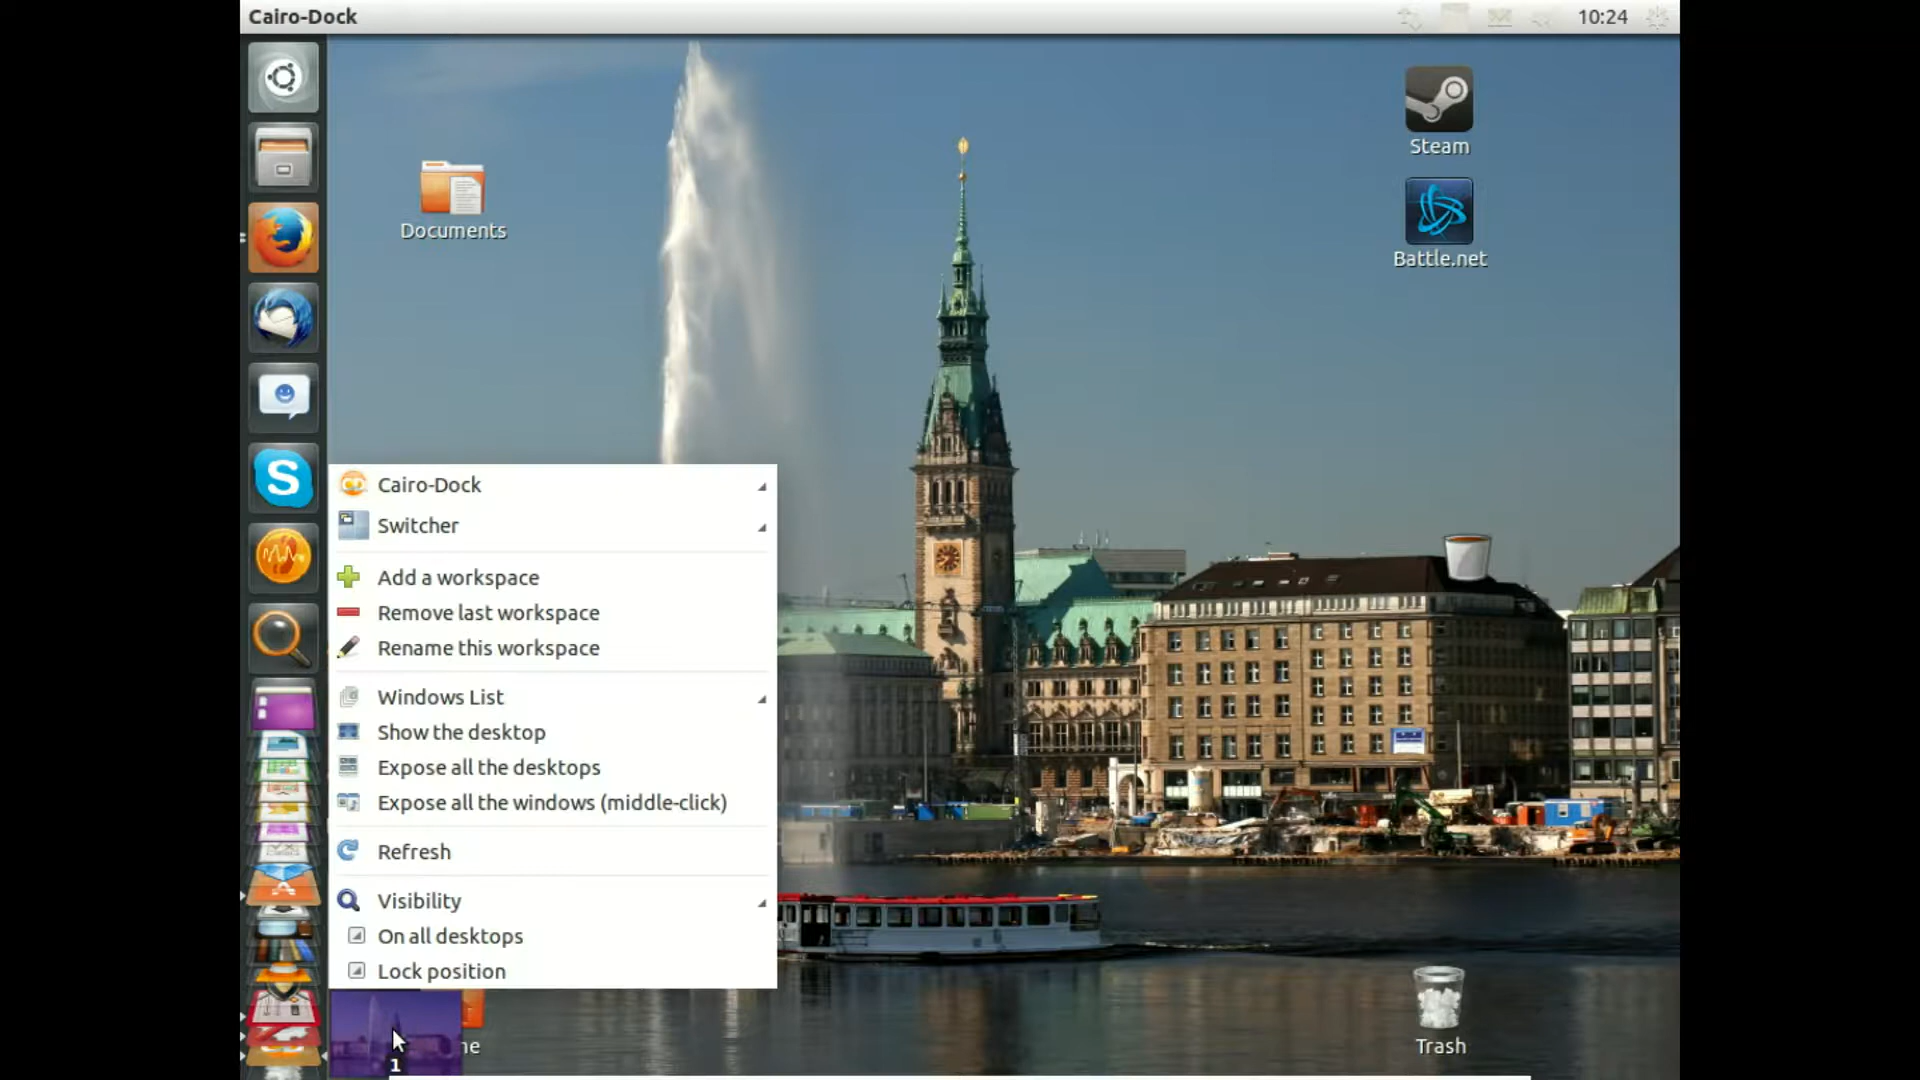 Cairo-Dock
10:24
Steam
Documents
Battle.net
Cairo-Dock
Switcher
Add a workspace
Remove last workspace
Rename this workspace
Windows List
Show the desktop
Expose all the desktops
Expose all the windows (middle-click)
Refresh
Visibility
On all desktops
Lock position
1
Trash